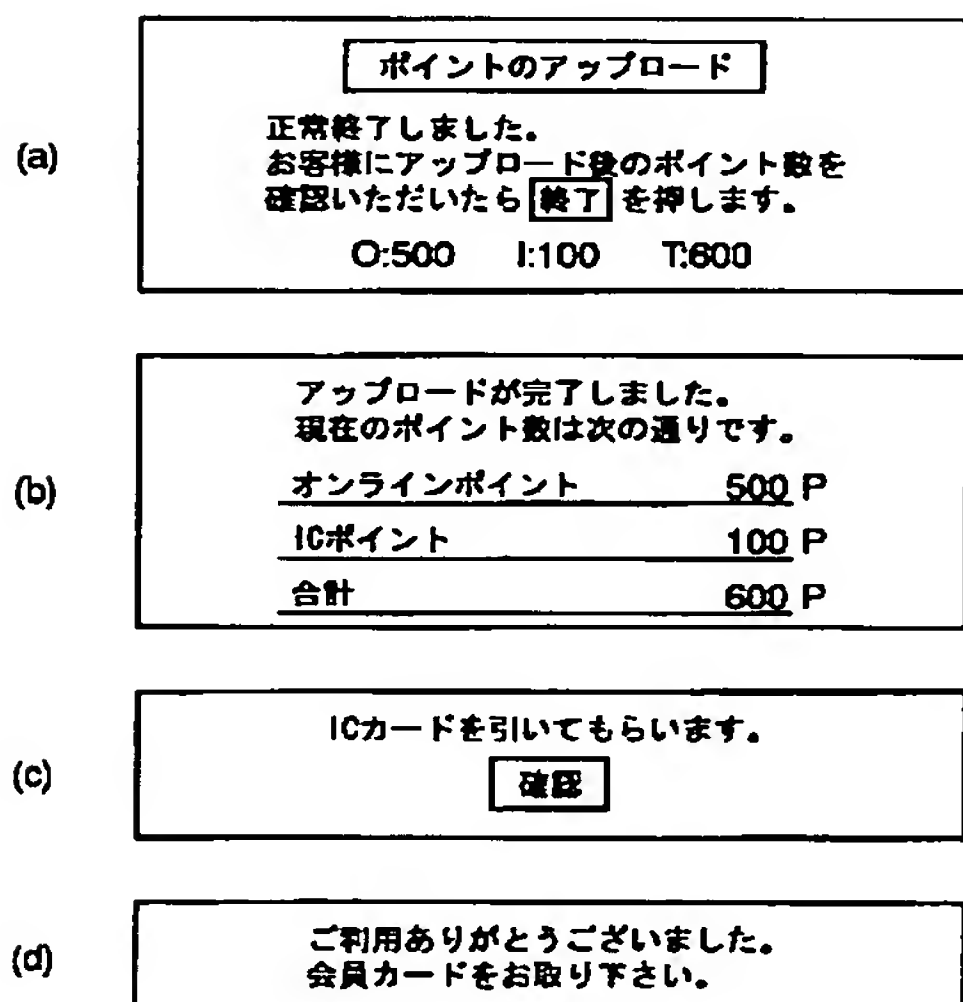 ポイントのアップロード
(a)
正常終了しました。
お客様にアップロード後のポイント数を
確認いただいたら 終了 を押します。
O:500 I:100 T:600
アップロードが完了しました。
現在のポイント数は次の通りです。
(b)
オンラインポイント 500 P
ICポイント 100 P
合計 600 P
ICカードを引いてもらいます。
(c)
確認
(d)
ご利用ありがとうございました。
会員カードをお取り下さい。